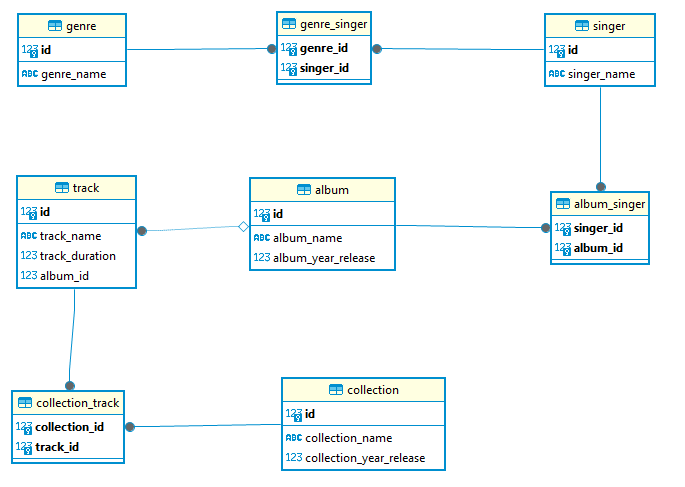 genre
123 id
ABC genre_name
genre_singer
123 genre_id
123 singer_id
singer
123 id
ABC singer_name
track
123 id
ABC track_name
123 track_duration
123 album_id
album
123 id
ABC album_name
123 album_year_release
album_singer
123 singer_id
123 album_id
collection_track
123 collection_id
123 track_id
collection
123 id
ABC collection_name
123 collection_year_release